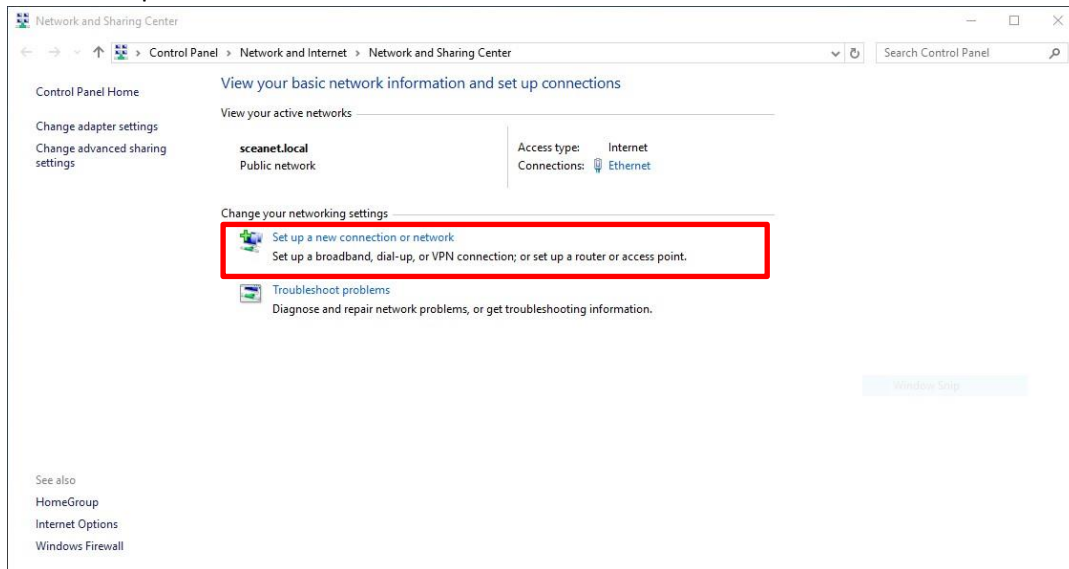 Network and Sharing Center
Control Panel > Network and Internet > Network and Sharing Center
Search Control Panel
Control Panel Home
Change adapter settings
Change advanced sharing
settings
View your basic network information and set up connections
View your active networks
sceanet.local
Public network
Access type: Internet
Connections: Ethernet
Change your networking settings
Set up a new connection or network
Set up a broadband, dial-up, or VPN connection; or set up a router or access point.
Troubleshoot problems
Diagnose and repair network problems, or get troubleshooting information.
Window Snip
See also
HomeGroup
Internet Options
Windows Firewall